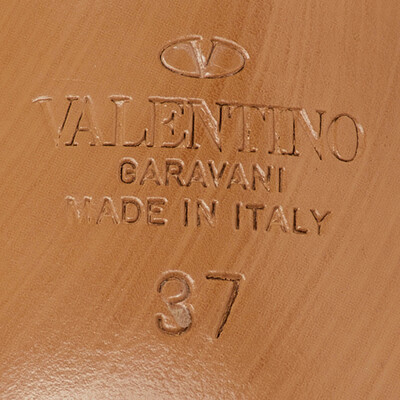 V
VALENTINO
GARAVANI
MADE IN ITALY
37